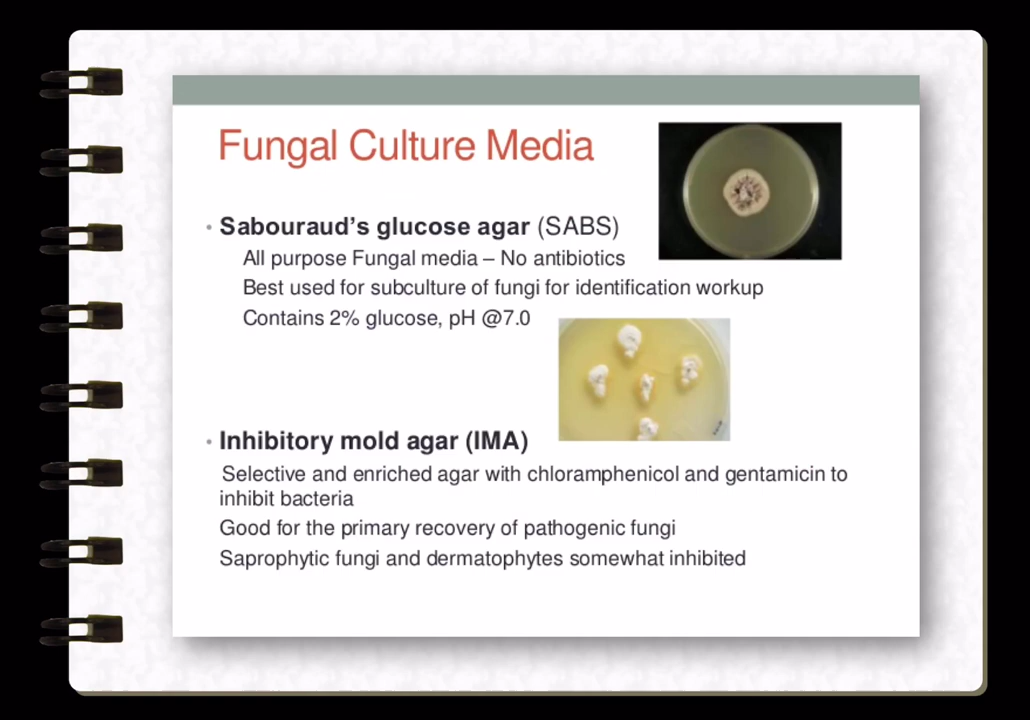 Fungal Culture Media
• Sabouraud's glucose agar (SABS)
All purpose Fungal media – No antibiotics
Best used for subculture of fungi for identification workup
Contains 2% glucose, pH @7.0
• Inhibitory mold agar (IMA)
Selective and enriched agar with chloramphenicol and gentamicin to
inhibit bacteria
Good for the primary recovery of pathogenic fungi
Saprophytic fungi and dermatophytes somewhat inhibited